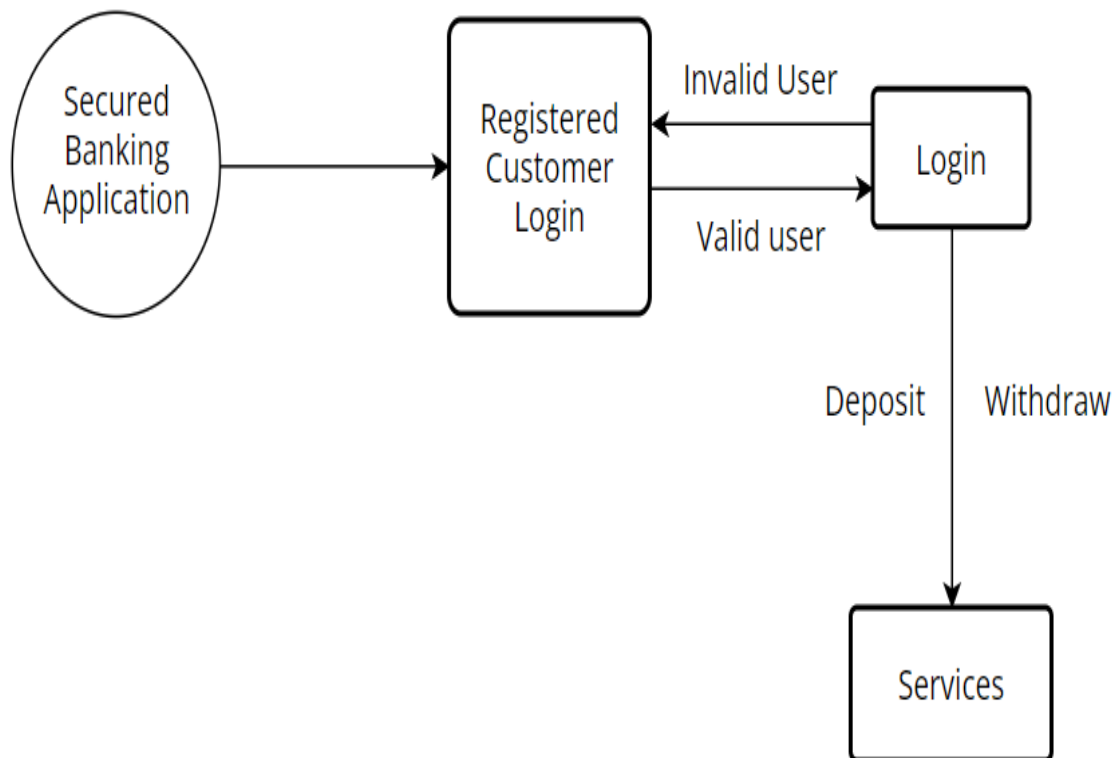 Secured
Banking
Application
Registered
Customer
Login
Invalid User
Valid user
Login
Deposit
Withdraw
Services